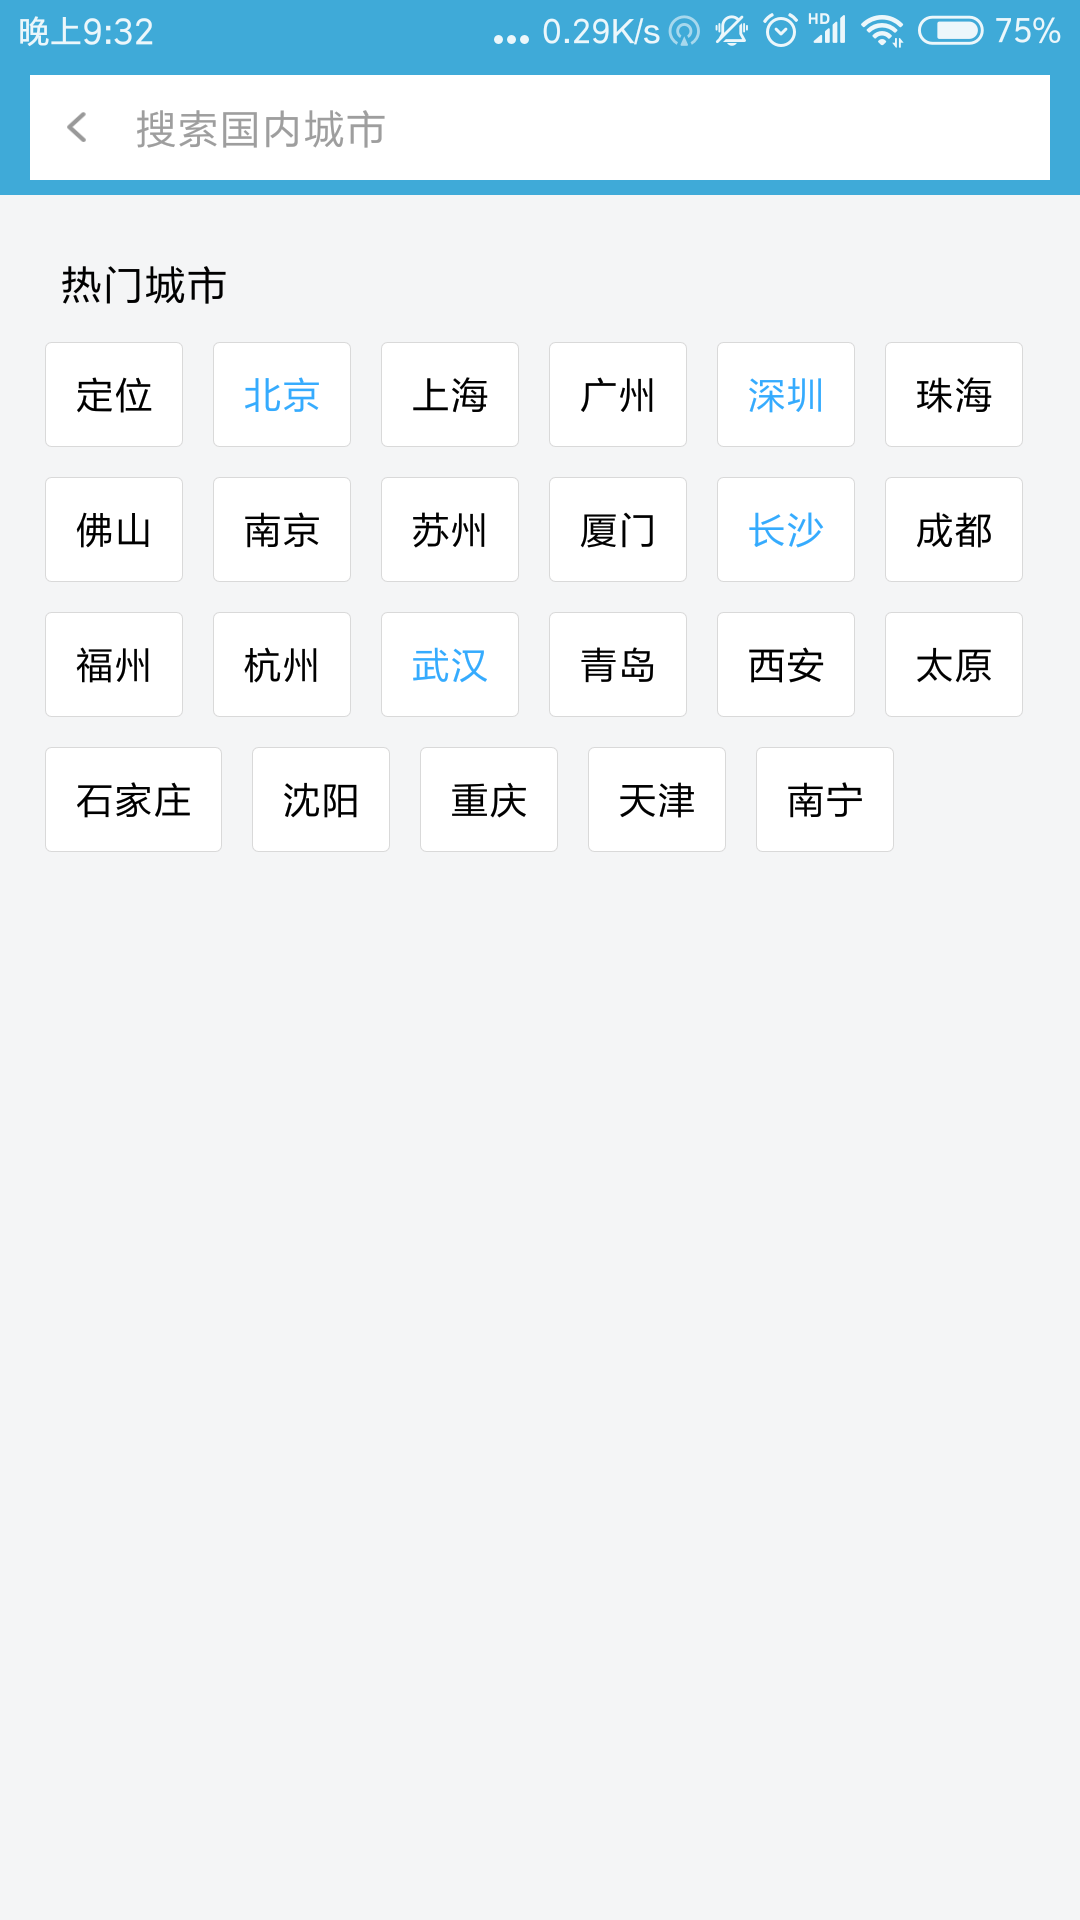 晚上9:32 ... 0.29K/s HD 75%
搜索国内城市
热门城市
定位 北京 上海 广州 深圳 珠海
佛山 南京 苏州 厦门 长沙 成都
福州 杭州 武汉 青岛 西安 太原
石家庄 沈阳 重庆 天津 南宁